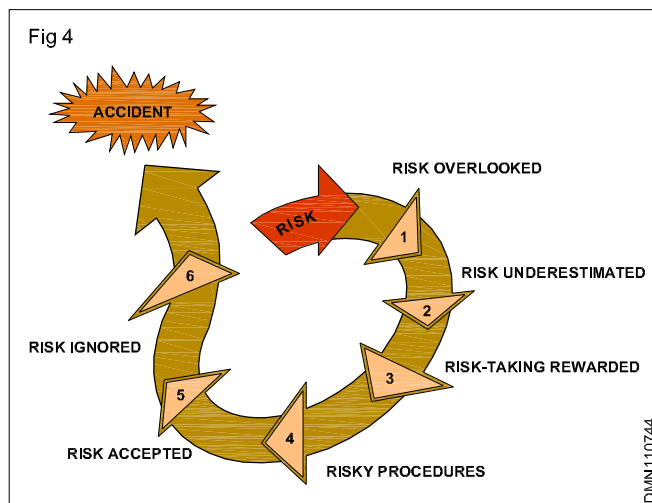 Fig 4
ACCIDENT
RISK
RISK OVERLOOKED
1
RISK UNDERESTIMATED
2
RISK-TAKING REWARDED
3
RISKY PROCEDURES
4
RISK ACCEPTED
5
RISK IGNORED
6
DMN110744